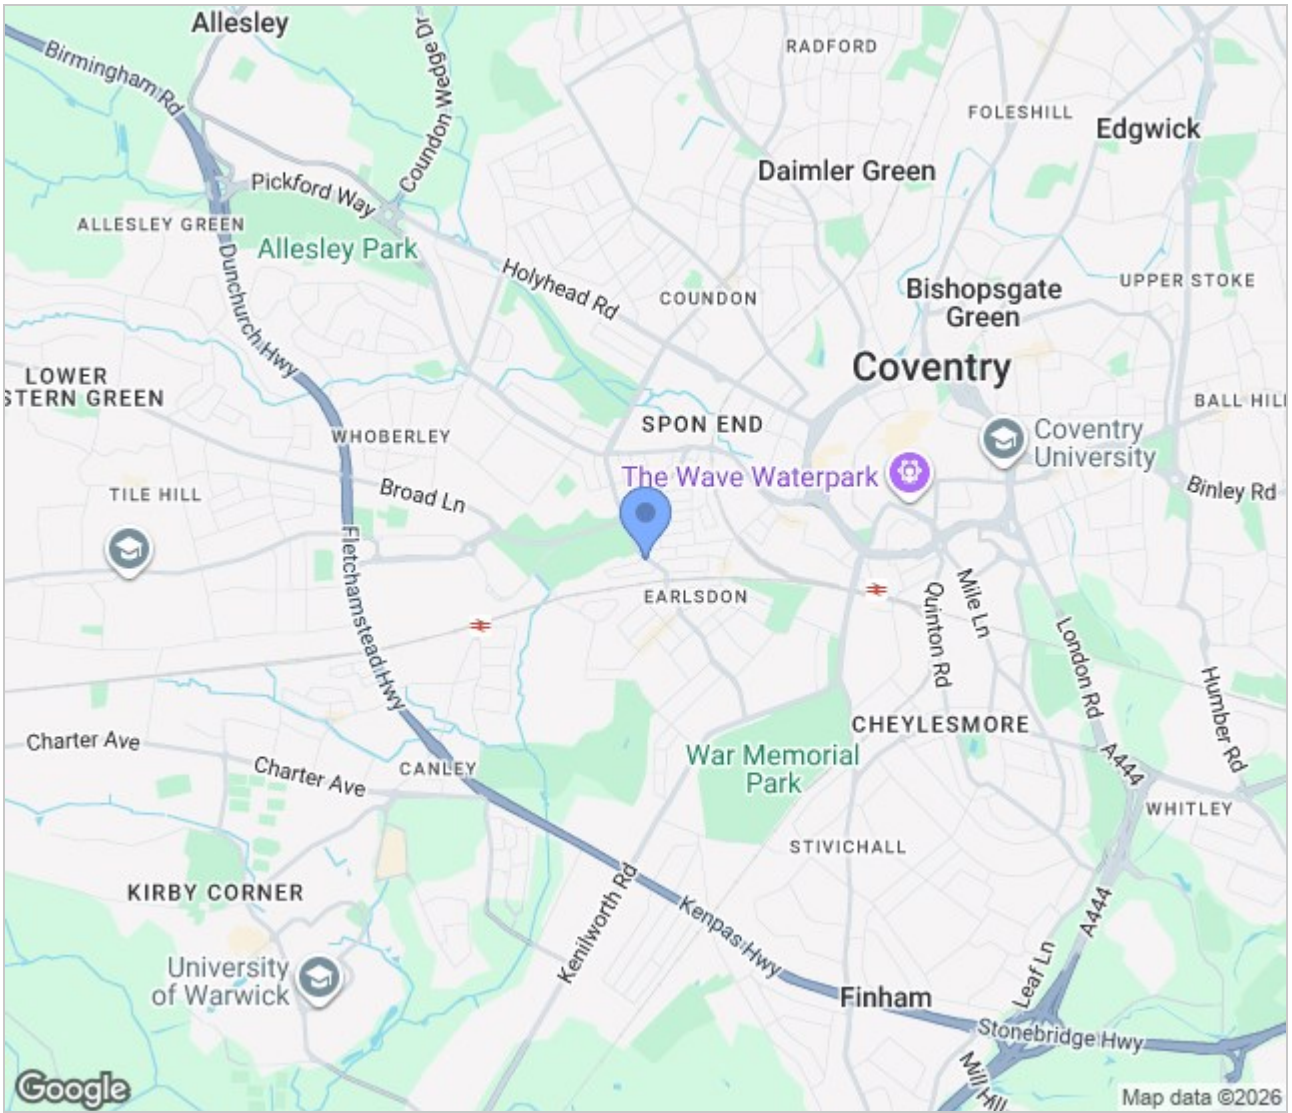 Allesley
RADFORD
Birmingham Rd
Coundon Wedge Dr
FOLESHILL
Edgwick
Daimler Green
Pickford Way
ALLESLEY GREEN
Allesley Park
Dunchurch Hwy
Holyhead Rd
COUNDON
Bishopsgate
Green
UPPER STOKE
Coventry
LOWER
STERN GREEN
BALL HILL
SPON END
WHOBERLEY
Coventry
University
The Wave Waterpark
Broad Ln
TILE HILL
Binley Rd
Fletchamstead Hwy
EARLSDON
Quinton Rd
Mile Ln
London Rd
Humber Rd
CHEYLESMORE
Charter Ave
Charter Ave
CANLEY
War Memorial
Park
A444
WHITLEY
STIVICHALL
KIRBY CORNER
Kenilworth Rd
Kenpas Hwy
A444
University
of Warwick
Leaf Ln
Finham
Stonebridge Hwy
Mill Hill
Google
Map data ©2026